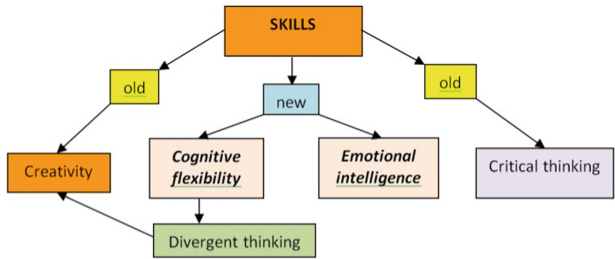 SKILLS
old
new
old
Creativity
Cognitive
flexibility
Emotional
intelligence
Critical thinking
Divergent thinking